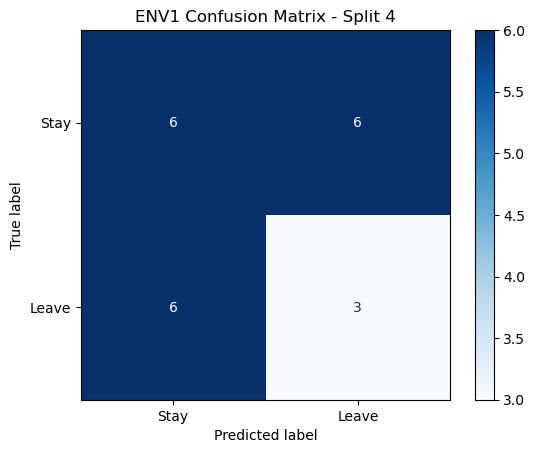 ENV1 Confusion Matrix - Split 4
Stay
6
6
Leave
6
3
Stay
Leave
Predicted label
True label
6.0
5.5
5.0
4.5
4.0
3.5
3.0